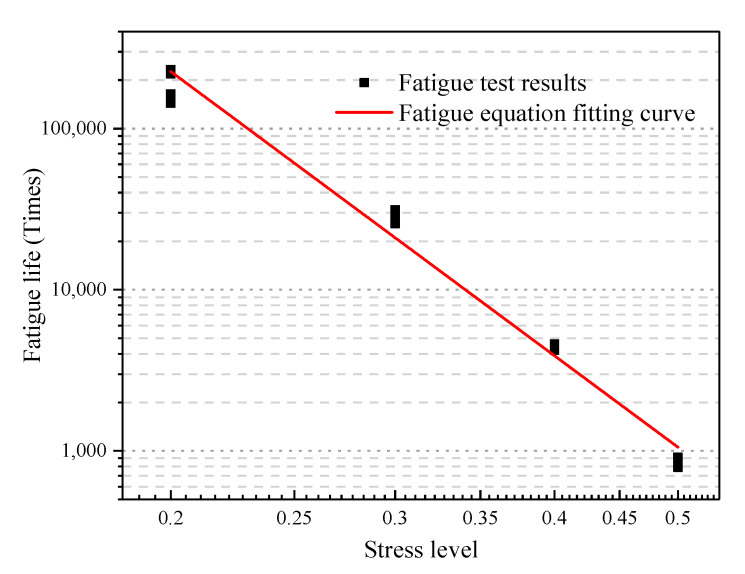 Fatigue test results
Fatigue equation fitting curve
100,000
10,000
1,000
Fatigue life (Times)
0.2 0.25 0.3 0.35 0.4 0.45 0.5
Stress level